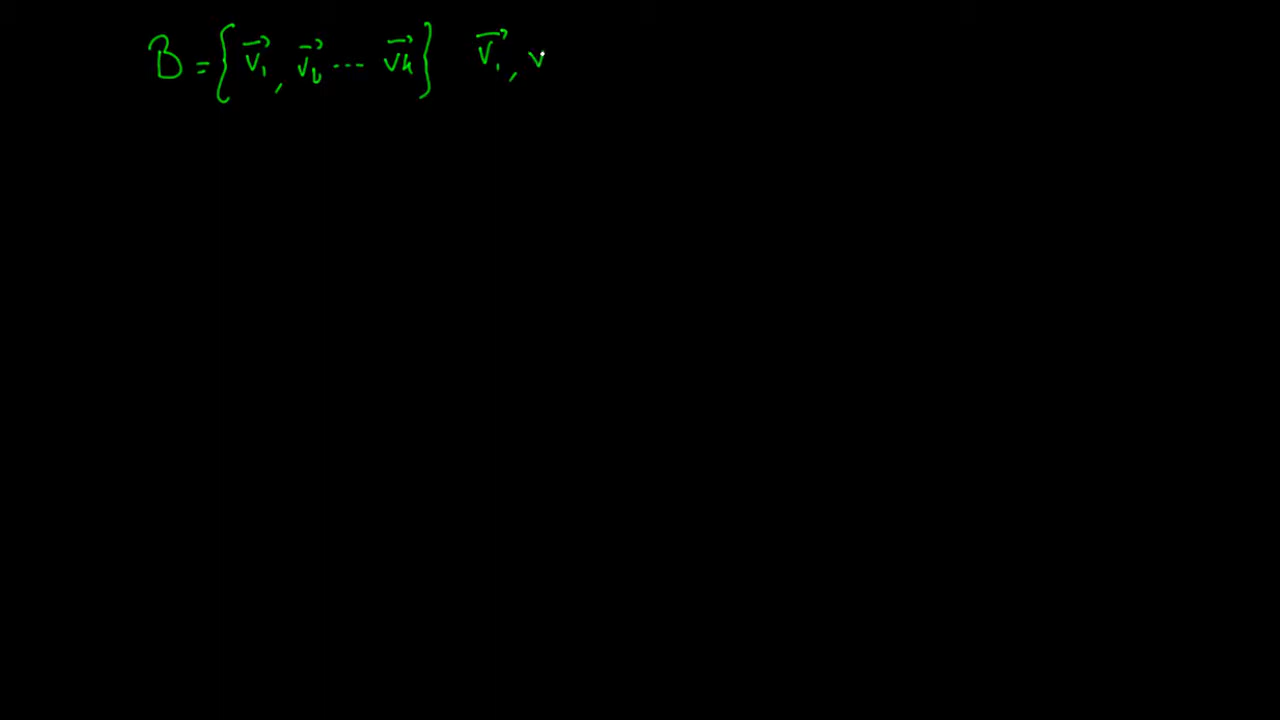 B = {v⃗₁, v⃗₂ ... v⃗ₖ} v⃗₁, v